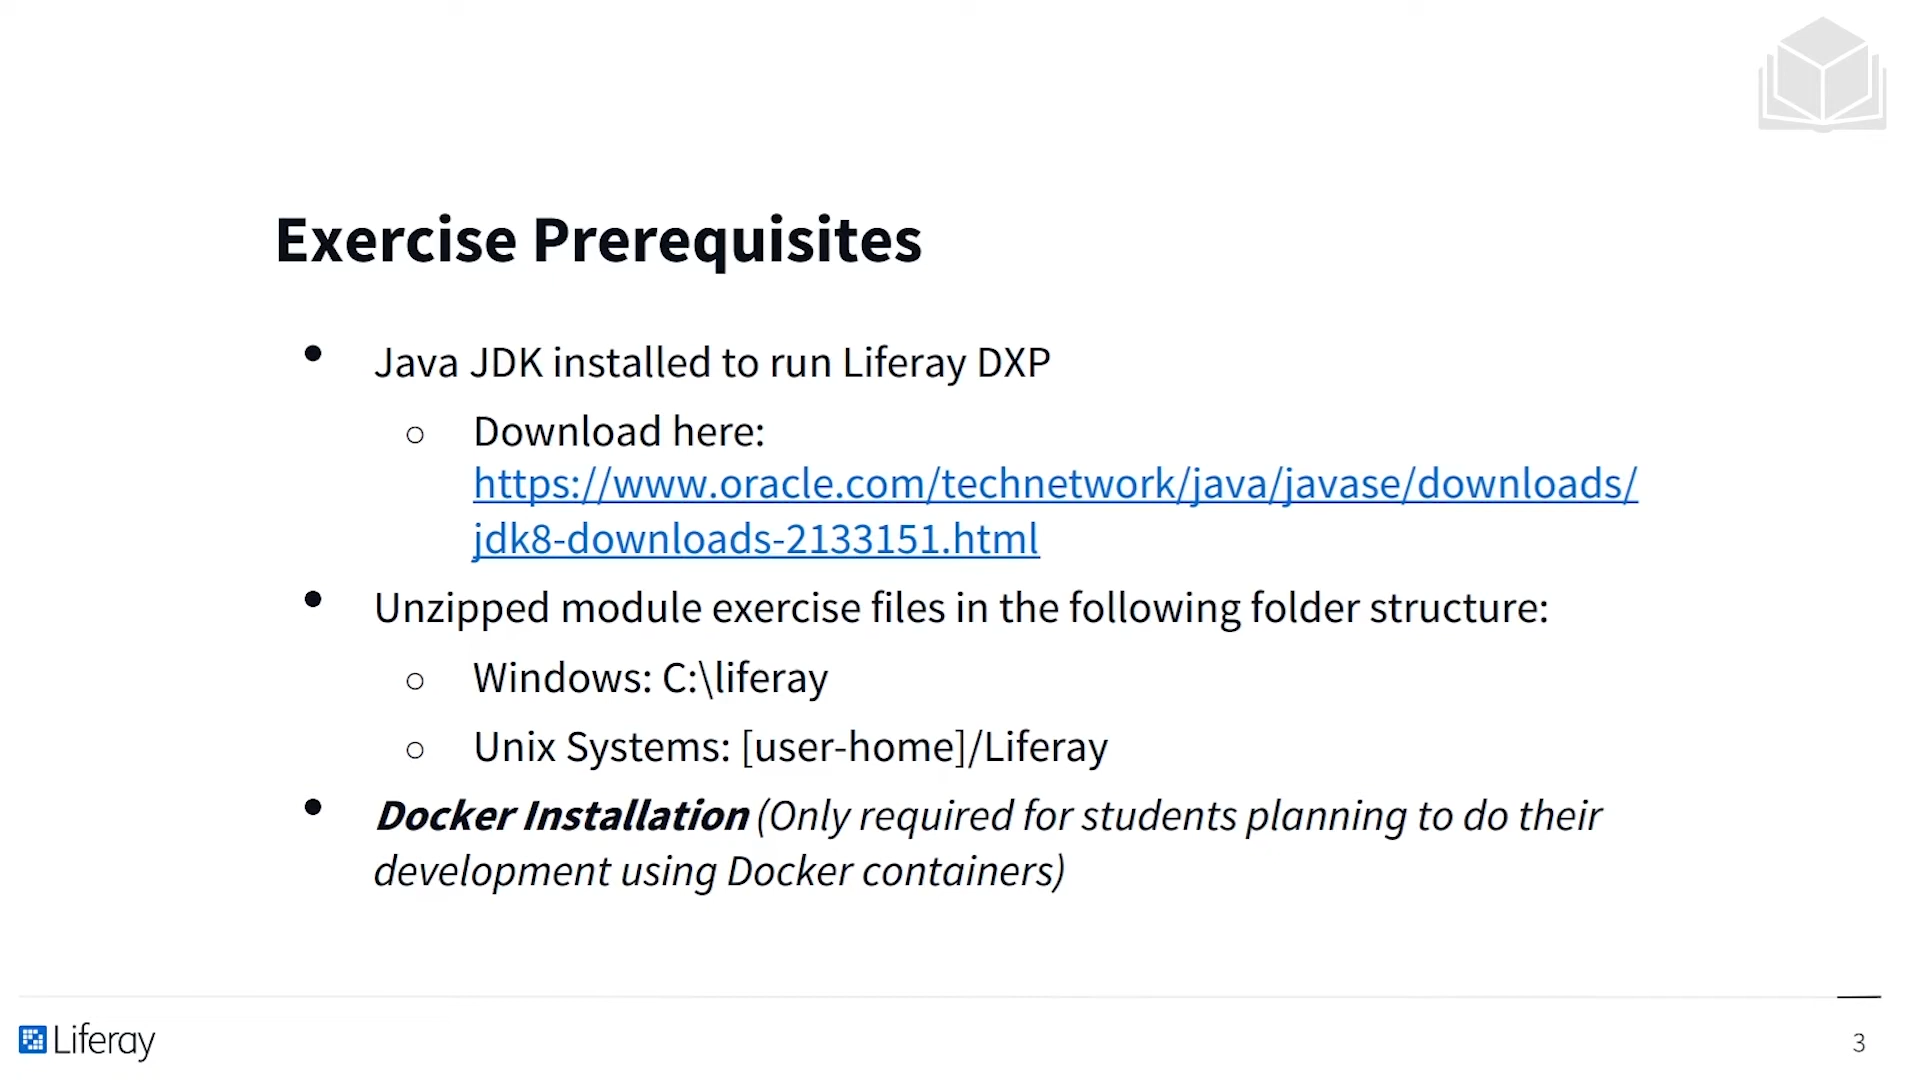 Exercise Prerequisites
● Java JDK installed to run Liferay DXP
○ Download here:
https://www.oracle.com/technetwork/java/javase/downloads/
jdk8-downloads-2133151.html
● Unzipped module exercise files in the following folder structure:
○ Windows: C:\liferay
○ Unix Systems: [user-home]/Liferay
● Docker Installation (Only required for students planning to do their
development using Docker containers)
Liferay
3